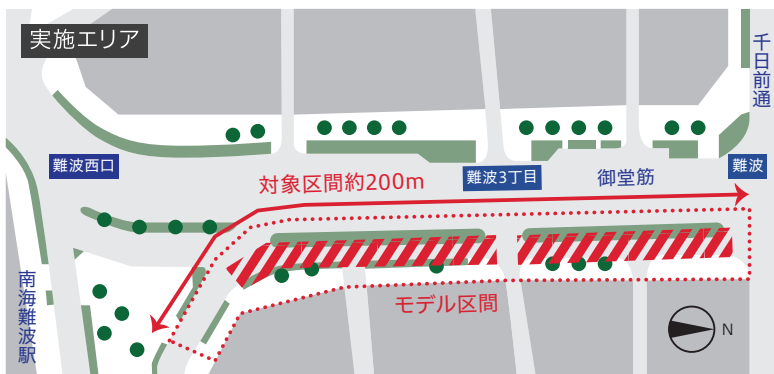 実施エリア
千日前通
難波西口
対象区間約200m
難波3丁目
御堂筋
難波
南海難波駅
モデル区間
N